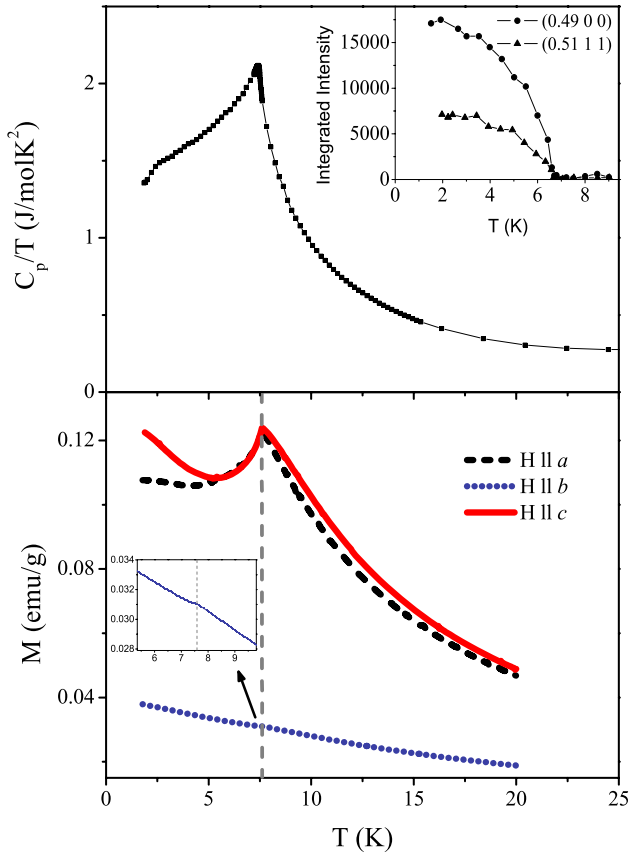 C_p/T (J/molK²)
2
1
0
Integrated Intensity
15000
10000
5000
0
(0.49 0 0)
(0.51 1 1)
0 2 4 6 8
T (K)
M (emu/g)
0.12
0.08
0.04
H ll a
H ll b
H ll c
0.034
0.032
0.030
0.028
6 7 8 9
0 5 10 15 20 25
T (K)